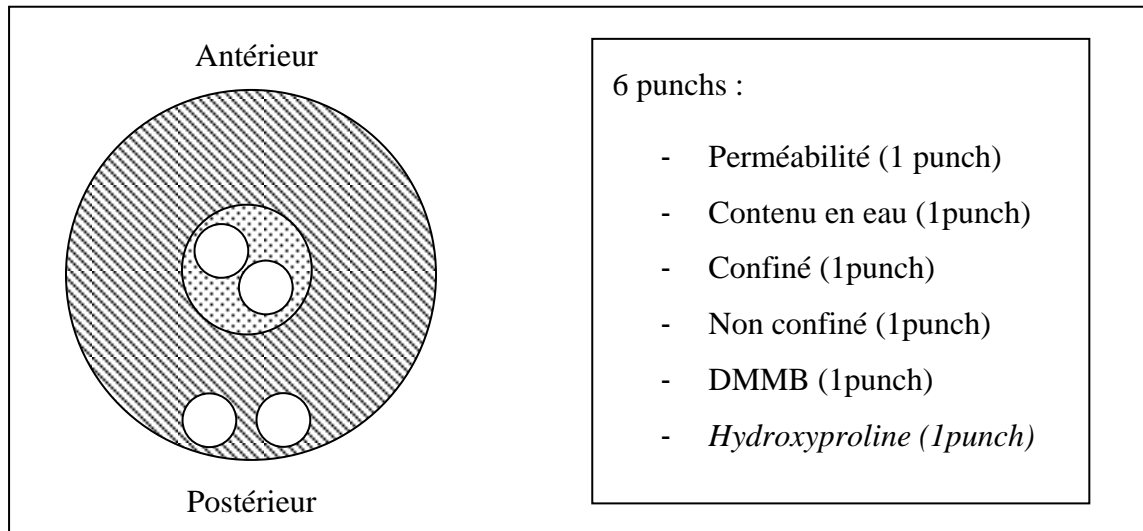 Antérieur
Postérieur
6 punchs :
- Perméabilité (1 punch)
- Contenu en eau (1punch)
- Confiné (1punch)
- Non confiné (1punch)
- DMMB (1punch)
- Hydroxyproline (1punch)